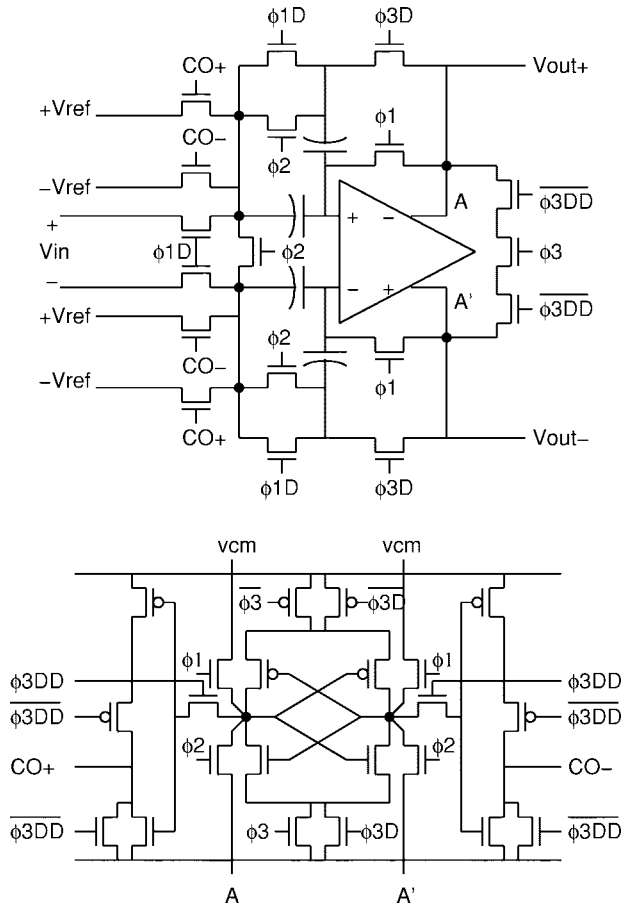 ϕ1D ϕ3D
CO+ Vout+
+Vref
CO− ϕ1
ϕ2
−Vref
+ + − A ϕ3DD
Vin ϕ1D ϕ2 ϕ3
− − + A' ϕ3DD
+Vref
ϕ2
CO− ϕ1
−Vref
CO+ Vout−
ϕ1D ϕ3D
vcm vcm
ϕ3 ϕ3D
ϕ1 ϕ1
ϕ3DD ϕ3DD
ϕ3DD ϕ3DD
ϕ2 ϕ2
CO+ CO−
ϕ3DD ϕ3 ϕ3D ϕ3DD
A A'